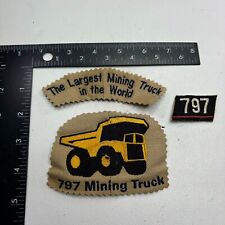 The Largest Mining Truck
in the World
797
797 Mining Truck